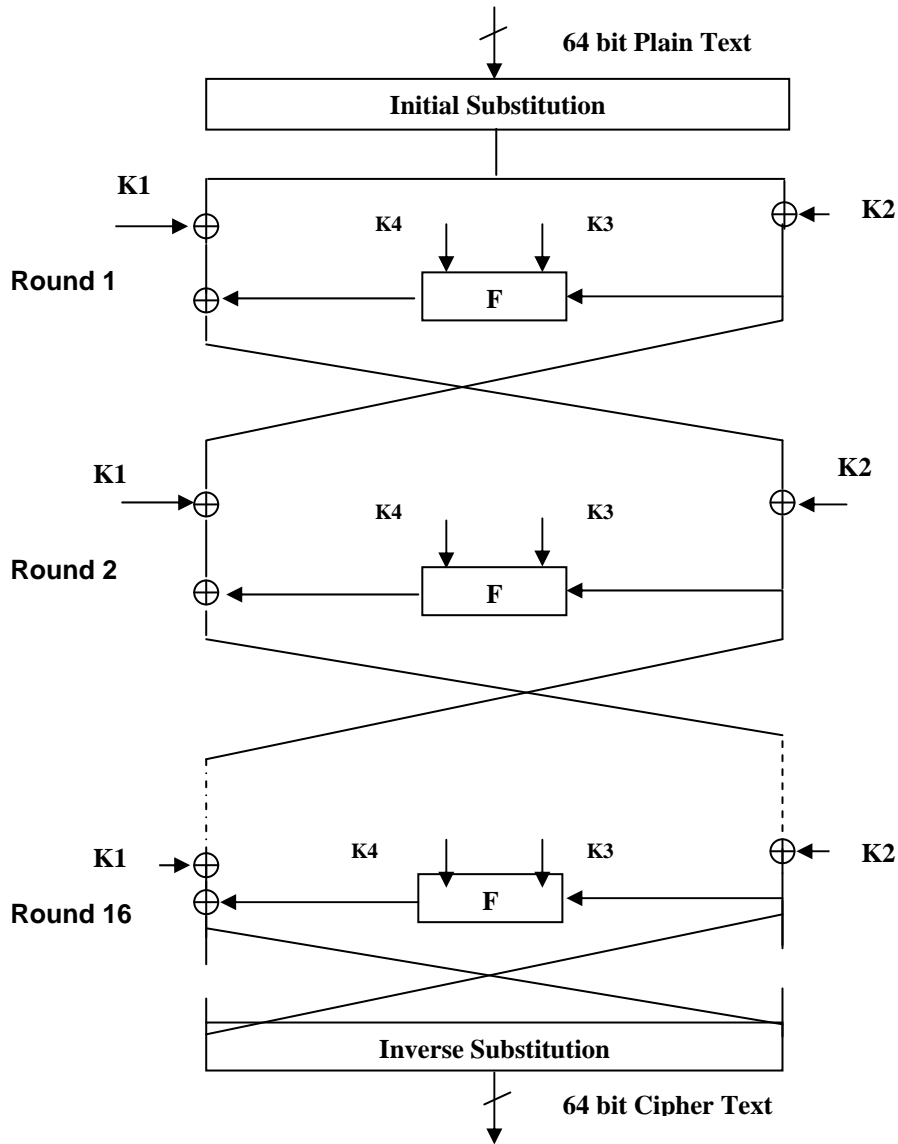 64 bit Plain Text
Initial Substitution
K1
K2
K4
K3
Round 1
F
K1
K2
K4
K3
Round 2
F
K1
K4
K3
K2
Round 16
F
Inverse Substitution
64 bit Cipher Text